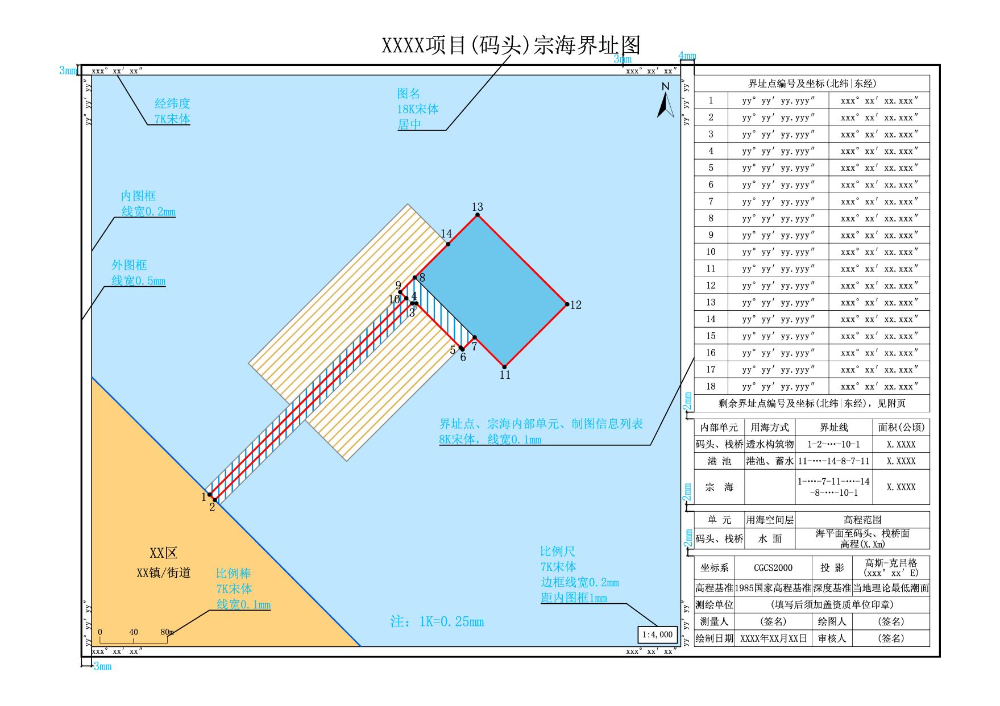 XXXX项目(码头)宗海界址图
3mm
3mm
4mm
xxx° xx′ xx″
xxx° xx′ xx″
yy° yy′ yy″
yy° yy′ yy″
经纬度
7K宋体
图名
18K宋体
居中
N
内图框
线宽0.2mm
外图框
线宽0.5mm
13
14
8
9
10
4
3
12
5
6
7
11
1
2
界址点、宗海内部单元、制图信息列表
8K宋体，线宽0.1mm
XX区
XX镇/街道
比例棒
7K宋体
线宽0.1mm
0 40 80m
注：1K=0.25mm
比例尺
7K宋体
边框线宽0.2mm
距内图框1mm
1:4,000
yy° yy′ yy″
yy° yy′ yy″
xxx° xx′ xx″
xxx° xx′ xx″
3mm
界址点编号及坐标(北纬|东经)
1 yy° yy′ yy.yyy″ xxx° xx′ xx.xxx″
2 yy° yy′ yy.yyy″ xxx° xx′ xx.xxx″
3 yy° yy′ yy.yyy″ xxx° xx′ xx.xxx″
4 yy° yy′ yy.yyy″ xxx° xx′ xx.xxx″
5 yy° yy′ yy.yyy″ xxx° xx′ xx.xxx″
6 yy° yy′ yy.yyy″ xxx° xx′ xx.xxx″
7 yy° yy′ yy.yyy″ xxx° xx′ xx.xxx″
8 yy° yy′ yy.yyy″ xxx° xx′ xx.xxx″
9 yy° yy′ yy.yyy″ xxx° xx′ xx.xxx″
10 yy° yy′ yy.yyy″ xxx° xx′ xx.xxx″
11 yy° yy′ yy.yyy″ xxx° xx′ xx.xxx″
12 yy° yy′ yy.yyy″ xxx° xx′ xx.xxx″
13 yy° yy′ yy.yyy″ xxx° xx′ xx.xxx″
14 yy° yy′ yy.yyy″ xxx° xx′ xx.xxx″
15 yy° yy′ yy.yyy″ xxx° xx′ xx.xxx″
16 yy° yy′ yy.yyy″ xxx° xx′ xx.xxx″
17 yy° yy′ yy.yyy″ xxx° xx′ xx.xxx″
18 yy° yy′ yy.yyy″ xxx° xx′ xx.xxx″
剩余界址点编号及坐标(北纬|东经)，见附页
2mm
内部单元 用海方式 界址线 面积(公顷)
码头、栈桥 透水构筑物 1-2-…-10-1 X.XXXX
港 池 港池、蓄水 11-…-14-8-7-11 X.XXXX
宗 海 1-…-7-11-…-14
-8-…-10-1 X.XXXX
2mm
单 元 用海空间层 高程范围
码头、栈桥 水 面 海平面至码头、栈桥面
高程(X.Xm)
2mm
坐标系 CGCS2000 投 影 高斯-克吕格
(xxx° xx′ E)
高程基准 1985国家高程基准 深度基准 当地理论最低潮面
测绘单位 (填写后须加盖资质单位印章)
测量人 (签名) 绘图人 (签名)
绘制日期 XXXX年XX月XX日 审核人 (签名)